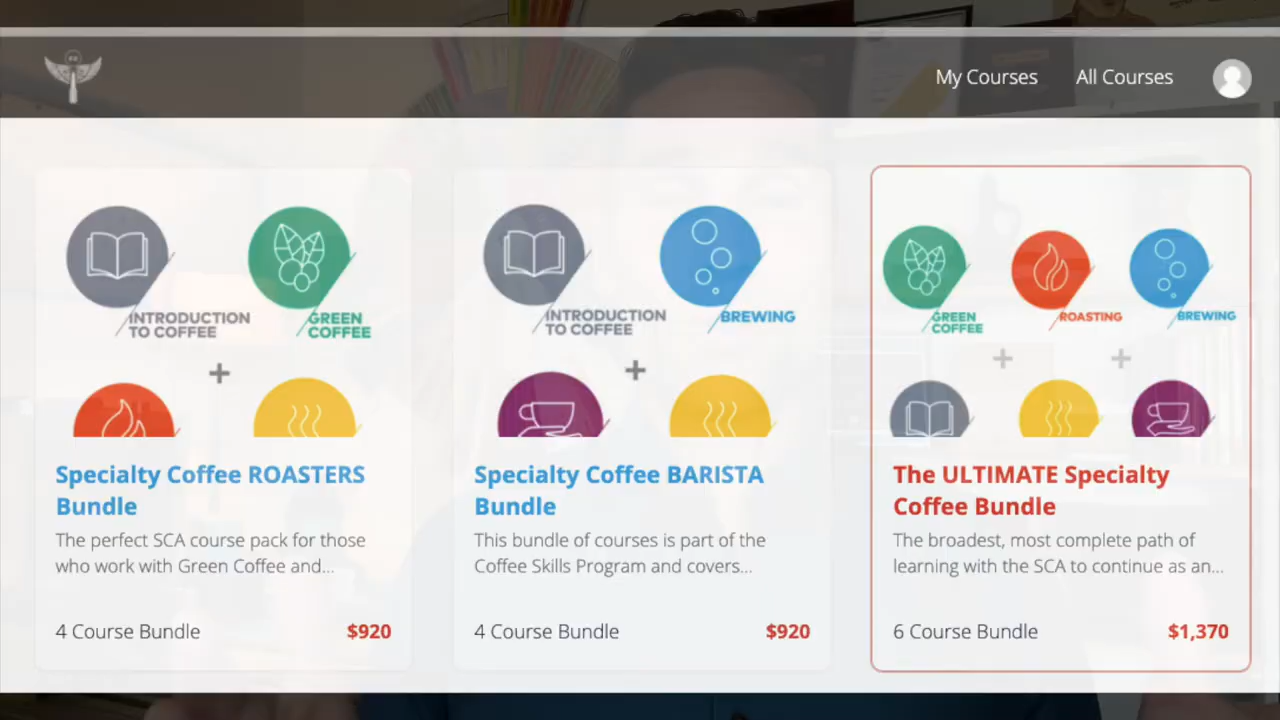 My Courses
All Courses
INTRODUCTION
TO COFFEE
GREEN
COFFEE
+
Specialty Coffee ROASTERS
Bundle
The perfect SCA course pack for those
who work with Green Coffee and...
4 Course Bundle
$920
INTRODUCTION
TO COFFEE
BREWING
+
Specialty Coffee BARISTA
Bundle
This bundle of courses is part of the
Coffee Skills Program and covers...
4 Course Bundle
$920
GREEN
COFFEE
ROASTING
BREWING
+
+
The ULTIMATE Specialty
Coffee Bundle
The broadest, most complete path of
learning with the SCA to continue as an...
6 Course Bundle
$1,370